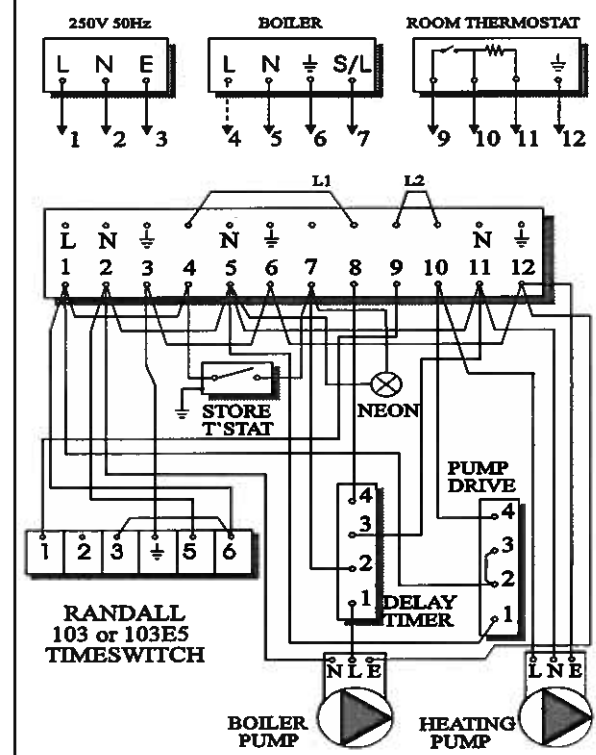 250V 50Hz BOILER ROOM THERMOSTAT
L N E L N S/L
1 2 3 4 5 6 7 9 10 11 12
L1 L2
L N N N
1 2 3 4 5 6 7 8 9 10 11 12
STORE
T'STAT
NEON
PUMP
DRIVE
4 4
3 3
2 2
1 1
1 2 3 5 6
DELAY
TIMER
RANDALL
103 or 103E5
TIMESWITCH
N L E L N E
BOILER
PUMP
HEATING
PUMP